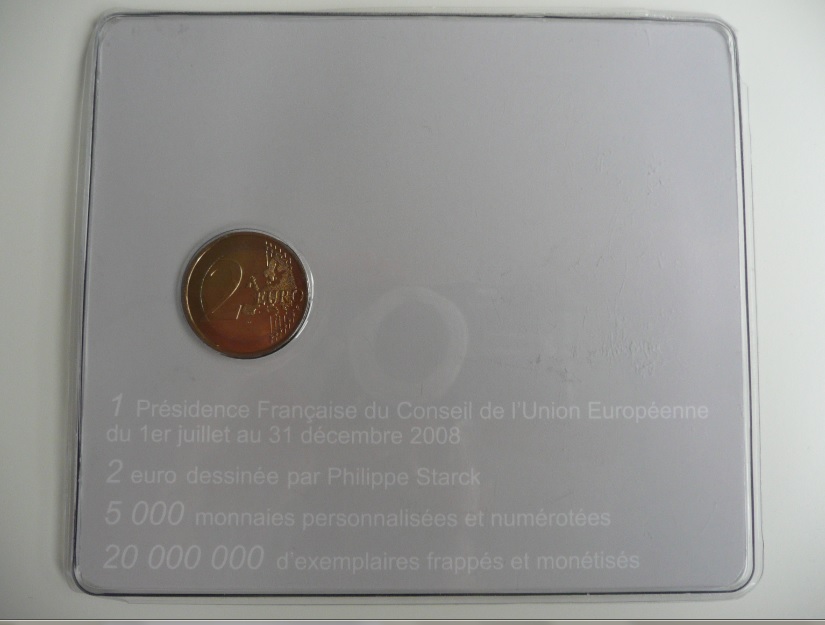 2 EURO
1 Présidence Française du Conseil de l'Union Européenne
du 1er juillet au 31 décembre 2008
2 euro dessinée par Philippe Starck
5 000 monnaies personnalisées et numérotées
20 000 000 d'exemplaires frappés et monétisés